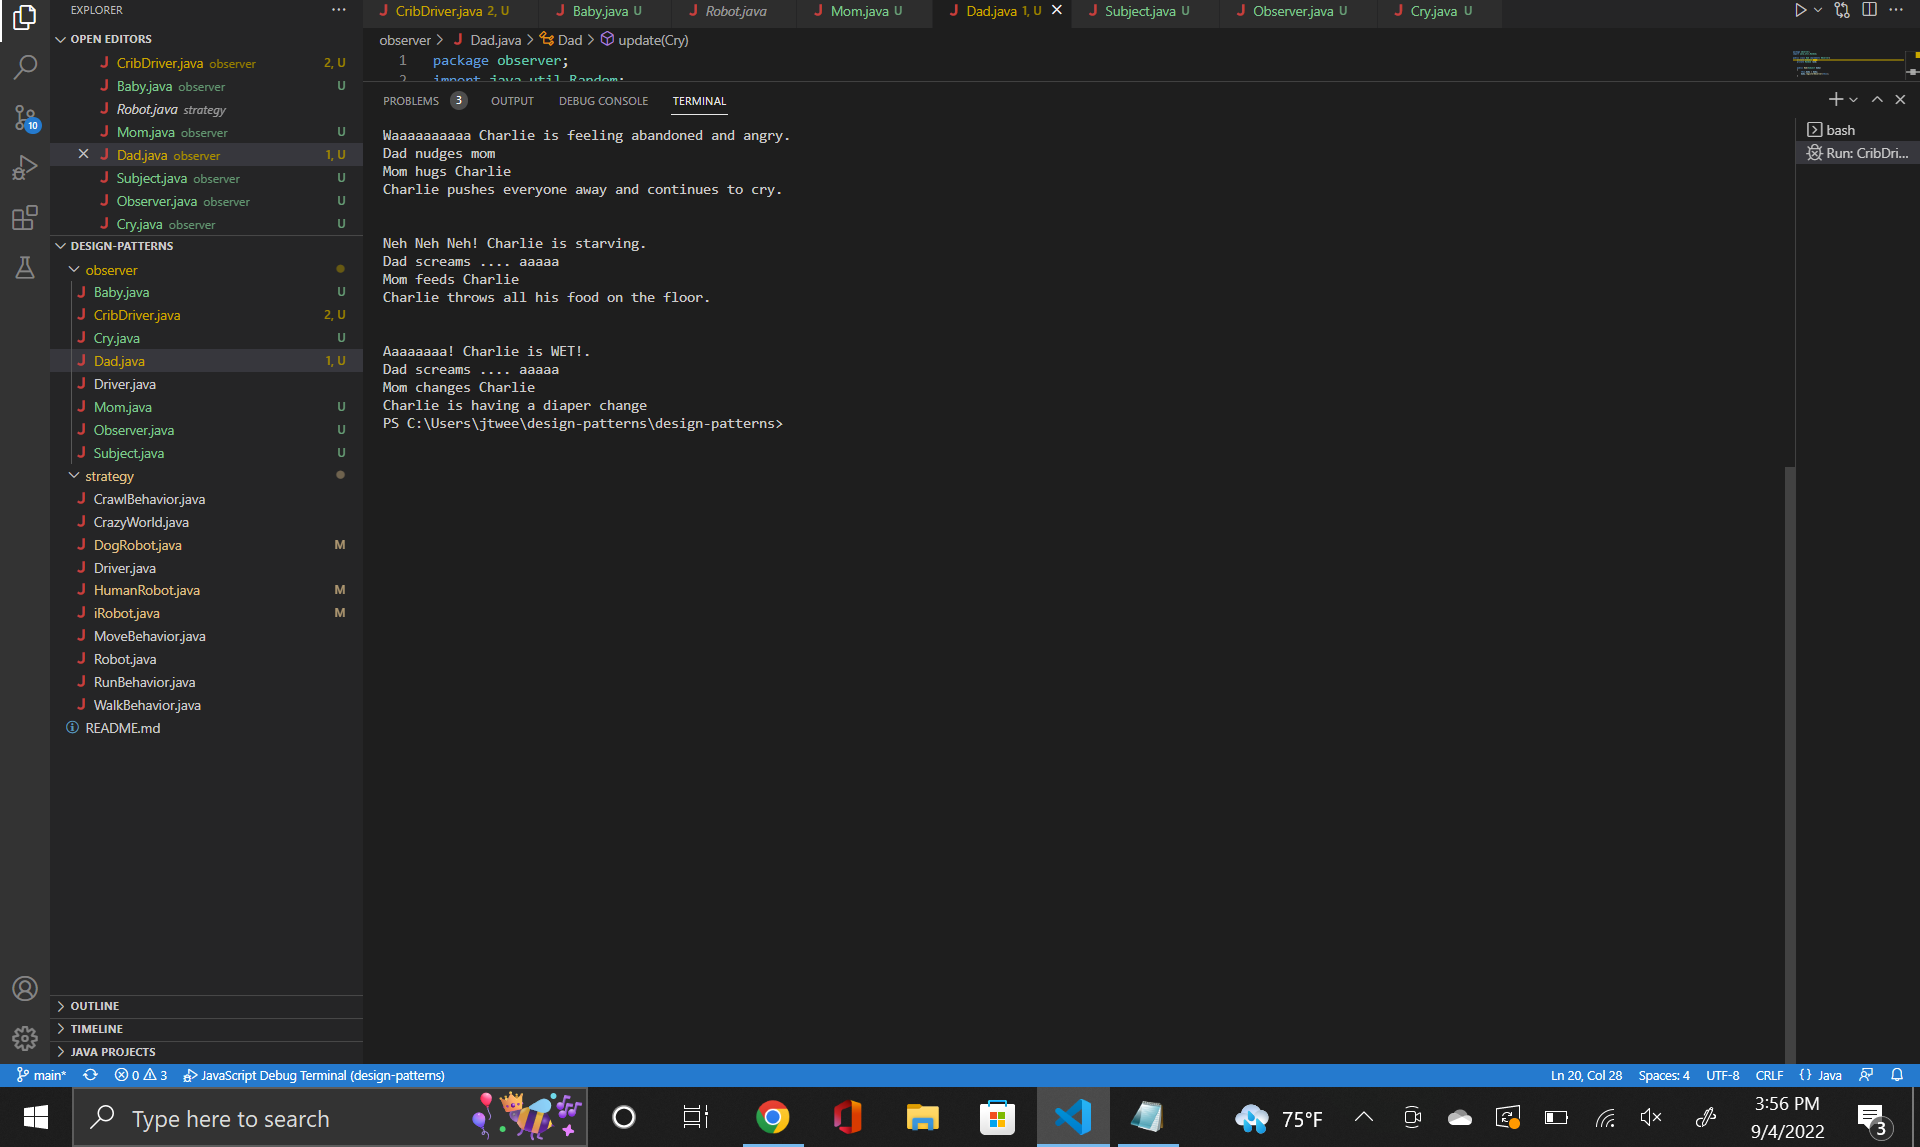 EXPLORER
OPEN EDITORS
CribDriver.java observer 2, U
Baby.java observer U
Robot.java strategy
Mom.java observer U
Dad.java observer 1, U
Subject.java observer U
Observer.java observer U
Cry.java observer U
DESIGN-PATTERNS
observer
Baby.java U
CribDriver.java 2, U
Cry.java U
Dad.java 1, U
Driver.java
Mom.java U
Observer.java U
Subject.java U
strategy
CrawlBehavior.java
CrazyWorld.java
DogRobot.java M
Driver.java
HumanRobot.java M
iRobot.java M
MoveBehavior.java
Robot.java
RunBehavior.java
WalkBehavior.java
README.md
OUTLINE
TIMELINE
JAVA PROJECTS
10
CribDriver.java 2, U Baby.java U Robot.java Mom.java U Dad.java 1, U Subject.java U Observer.java U Cry.java U
observer > Dad.java > Dad > update(Cry)
1 package observer;
2 import java.util.Random;
PROBLEMS 3 OUTPUT DEBUG CONSOLE TERMINAL
Waaaaaaaaaa Charlie is feeling abandoned and angry.
Dad nudges mom
Mom hugs Charlie
Charlie pushes everyone away and continues to cry.
Neh Neh Neh! Charlie is starving.
Dad screams .... aaaaa
Mom feeds Charlie
Charlie throws all his food on the floor.
Aaaaaaaa! Charlie is WET!.
Dad screams .... aaaaa
Mom changes Charlie
Charlie is having a diaper change
PS C:\Users\jtwee\design-patterns\design-patterns>
bash
Run: CribDri...
main* 0 3 JavaScript Debug Terminal (design-patterns) Ln 20, Col 28 Spaces: 4 UTF-8 CRLF {} Java
Type here to search
75°F
3:56 PM
9/4/2022
3